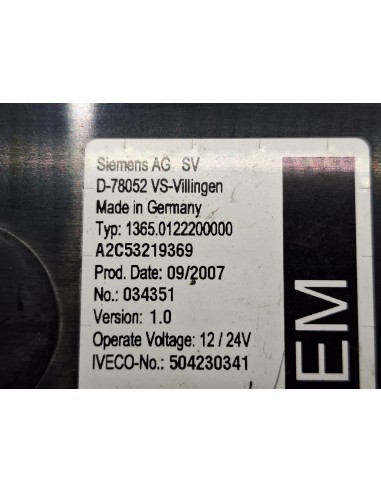 Siemens AG SV
D-78052 VS-Villingen
Made in Germany
Typ: 1365.0122200000
A2C53219369
Prod. Date: 09/2007
No.: 034351
Version: 1.0
Operate Voltage: 12 / 24V
IVECO-No.: 504230341
EM